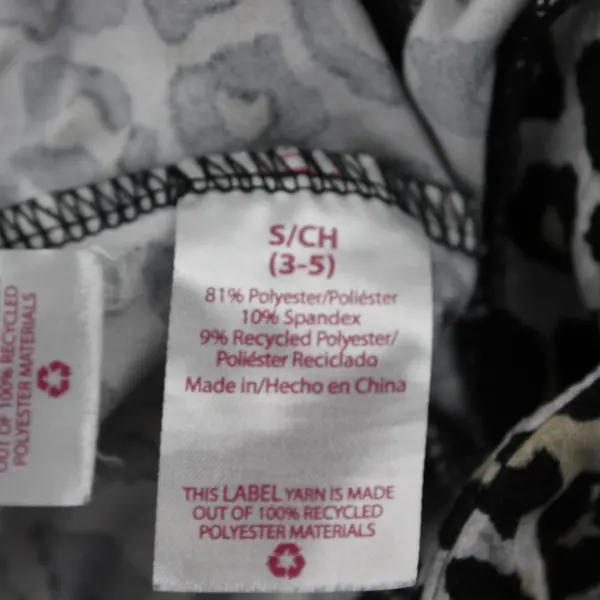 S/CH
(3-5)
81% Polyester/Poliéster
10% Spandex
9% Recycled Polyester/
Poliéster Reciclado
Made in/Hecho en China
THIS LABEL YARN IS MADE
OUT OF 100% RECYCLED
POLYESTER MATERIALS
OUT OF 100% RECYCLED
POLYESTER MATERIALS